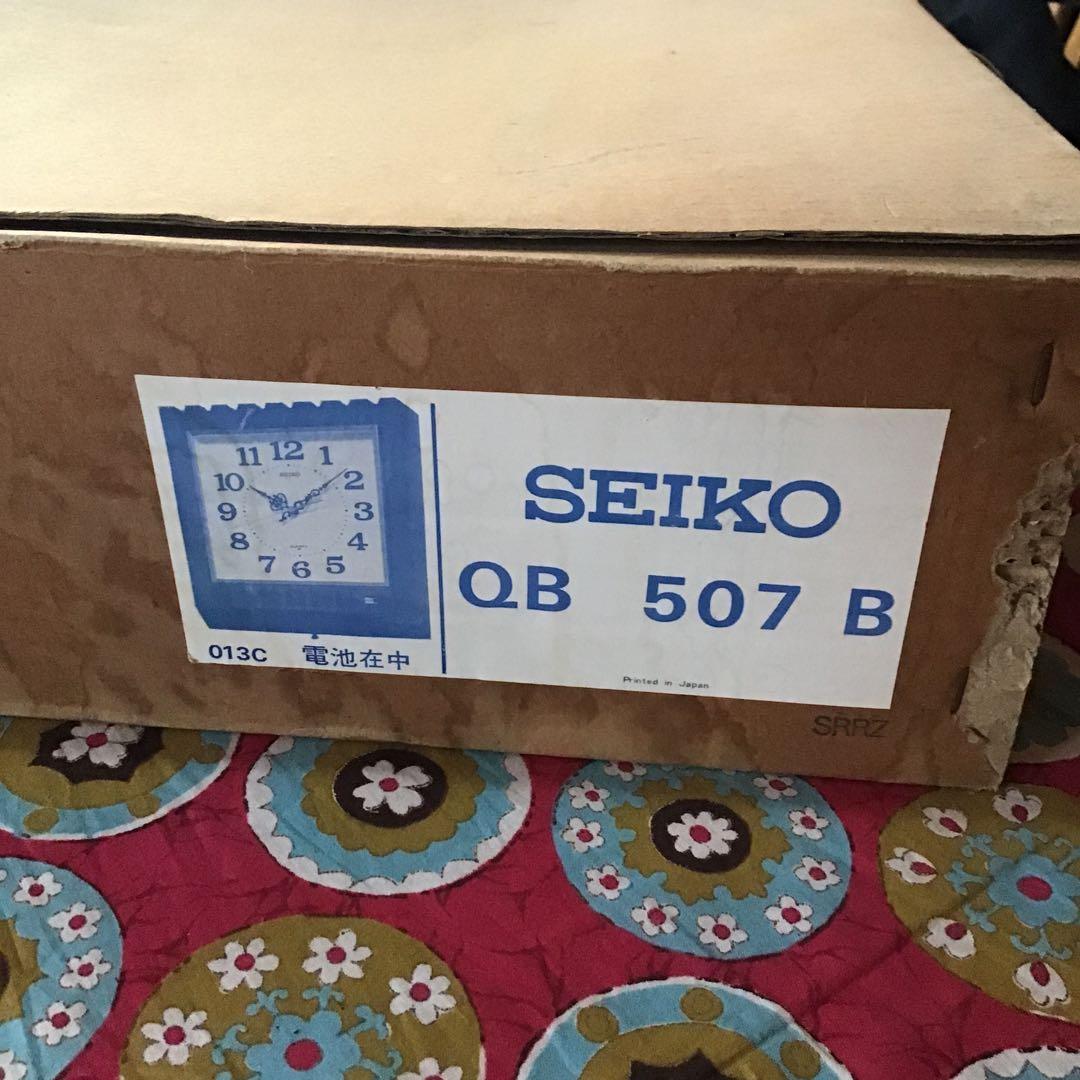 11 12 1
10 2
9 3
8 4
7 6 5
SEIKO
013C 電池在中
SEIKO
QB 507 B
Printed in Japan
SRRZ